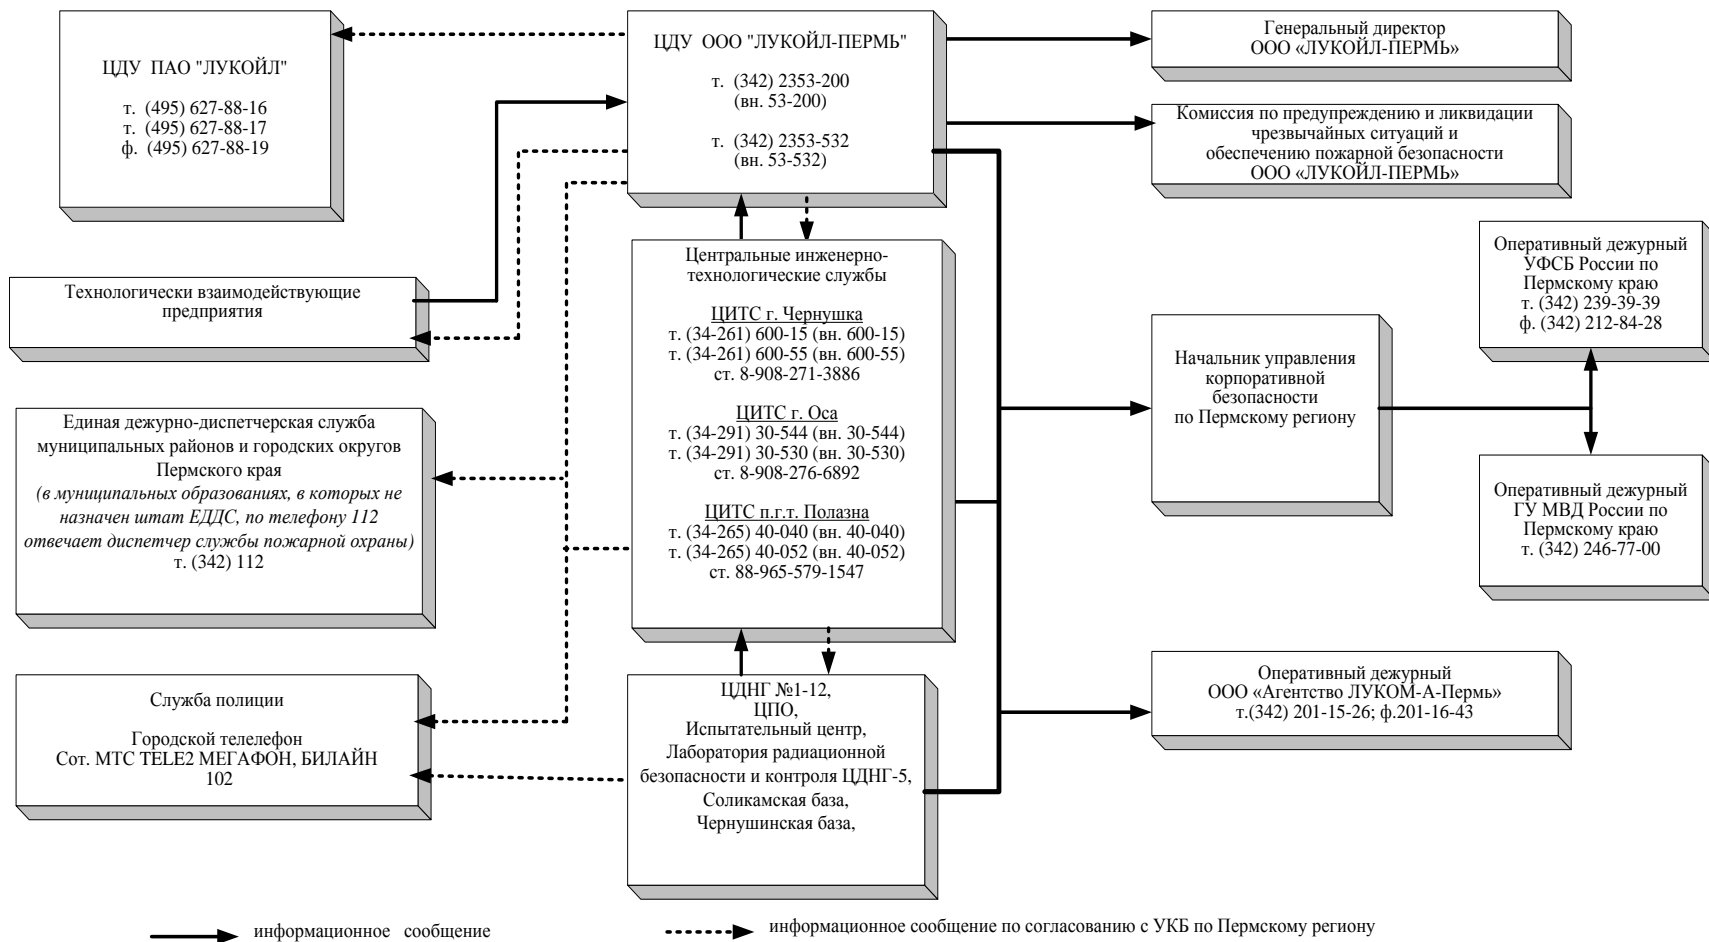 ЦДУ  ПАО "ЛУКОЙЛ"
т.  (495) 627-88-16
т.  (495) 627-88-17
ф.  (495) 627-88-19
ЦДУ  ООО "ЛУКОЙЛ-ПЕРМЬ"
т.  (342) 2353-200
(вн. 53-200)
т.  (342) 2353-532
(вн. 53-532)
Генеральный директор
ООО «ЛУКОЙЛ-ПЕРМЬ»
Комиссия по предупреждению и ликвидации
чрезвычайных ситуаций и
обеспечению пожарной безопасности
ООО «ЛУКОЙЛ-ПЕРМЬ»
Технологически взаимодействующие
предприятия
Центральные инженерно-
технологические службы
ЦИТС г. Чернушка
т. (34-261) 600-15 (вн. 600-15)
т. (34-261) 600-55 (вн. 600-55)
ст. 8-908-271-3886
ЦИТС г. Оса
т. (34-291) 30-544 (вн. 30-544)
т. (34-291) 30-530 (вн. 30-530)
ст. 8-908-276-6892
ЦИТС п.г.т. Полазна
т. (34-265) 40-040 (вн. 40-040)
т. (34-265) 40-052 (вн. 40-052)
ст. 88-965-579-1547
Начальник управления
корпоративной
безопасности
по Пермскому региону
Оперативный дежурный
УФСБ России по
Пермскому краю
т. (342) 239-39-39
ф. (342) 212-84-28
Оперативный дежурный
ГУ МВД России по
Пермскому краю
т. (342) 246-77-00
Единая дежурно-диспетчерская служба
муниципальных районов и городских округов
Пермского края
(в муниципальных образованиях, в которых не
назначен штат ЕДДС, по телефону 112
отвечает диспетчер службы пожарной охраны)
т. (342) 112
Служба полиции
Городской телелефон
Сот. МТС TELE2 МЕГАФОН, БИЛАЙН
102
ЦДНГ №1-12,
ЦПО,
Испытательный центр,
Лаборатория радиационной
безопасности и контроля ЦДНГ-5,
Соликамская база,
Чернушинская база,
Оперативный дежурный
ООО «Агентство ЛУКОМ-А-Пермь»
т.(342) 201-15-26; ф.201-16-43
информационное   сообщение
информационное сообщение по согласованию с УКБ по Пермскому региону